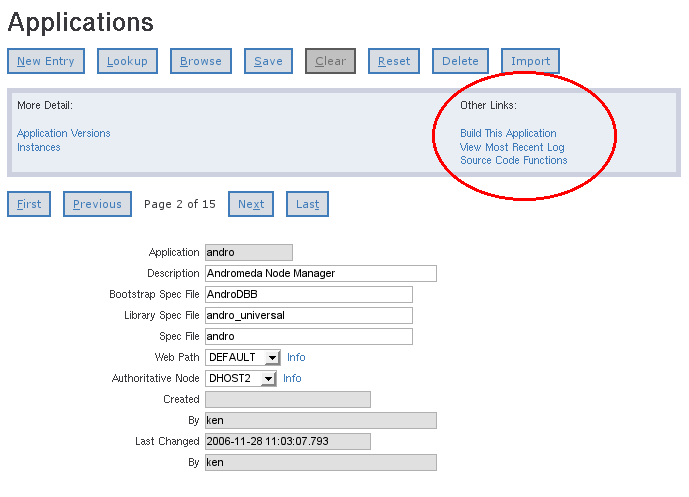 Applications
New Entry Lookup Browse Save Clear Reset Delete Import
More Detail: Other Links:
Application Versions Build This Application
Instances View Most Recent Log
Source Code Functions
First Previous Page 2 of 15 Next Last
Application andro
Description Andromeda Node Manager
Bootstrap Spec File AndroDBB
Library Spec File andro_universal
Spec File andro
Web Path DEFAULT Info
Authoritative Node DHOST2 Info
Created
By ken
Last Changed 2006-11-28 11:03:07.793
By ken